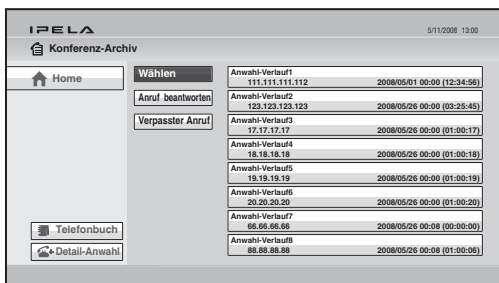 IPELA
5/11/2008 13:00
Konferenz-Archiv
Home
Wählen
Anruf beantworten
Verpasster Anruf
Telefonbuch
Detail-Anwahl
Anwahl-Verlauf1
111.111.111.112 2008/05/01 00:00 (12:34:56)
Anwahl-Verlauf2
123.123.123.123 2008/05/26 00:00 (03:25:45)
Anwahl-Verlauf3
17.17.17.17 2008/05/26 00:00 (01:00:17)
Anwahl-Verlauf4
18.18.18.18 2008/05/26 00:00 (01:00:18)
Anwahl-Verlauf5
19.19.19.19 2008/05/26 00:00 (01:00:19)
Anwahl-Verlauf6
20.20.20.20 2008/05/26 00:00 (01:00:20)
Anwahl-Verlauf7
66.66.66.66 2008/05/26 00:08 (00:00:00)
Anwahl-Verlauf8
88.88.88.88 2008/05/26 00:08 (01:00:06)